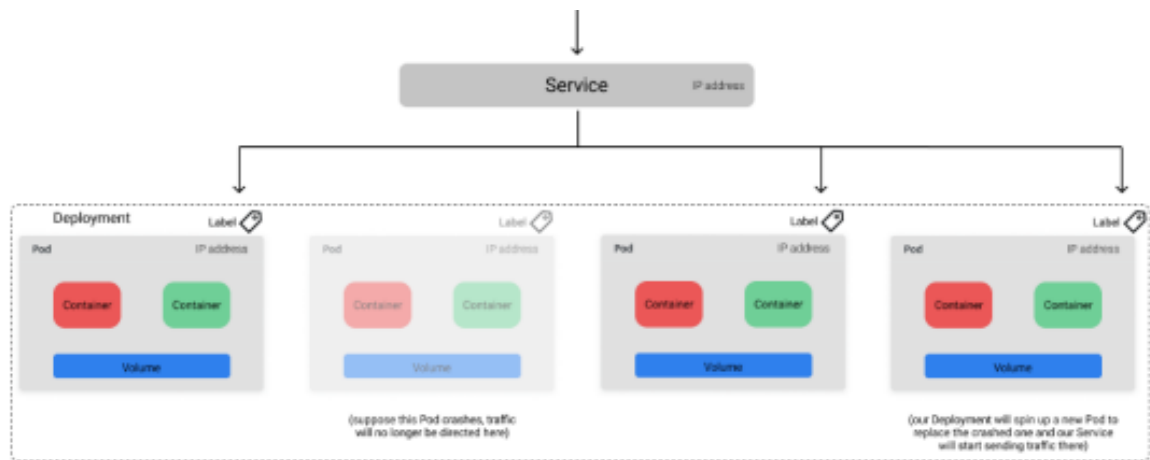 Service
IP address
Deployment
Label
Label
Label
Label
Pod
IP address
Pod
IP address
Pod
IP address
Pod
IP address
Container
Container
Container
Container
Container
Container
Container
Container
Volume
Volume
Volume
Volume
(suppose this Pod crashes, traffic
will no longer be directed here)
(our Deployment will spin up a new Pod to
replace the crashed one and our Service
will start sending traffic there)